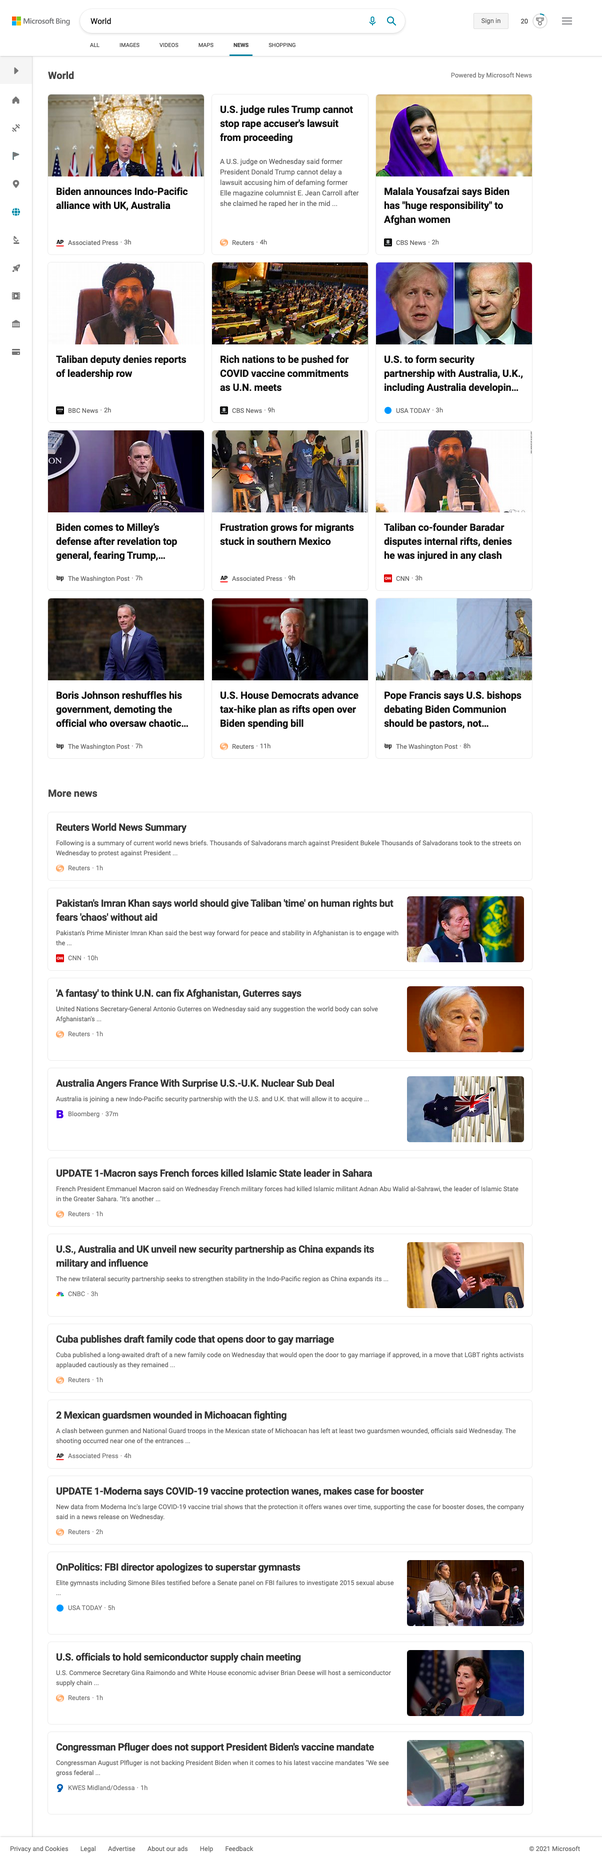 Microsoft Bing
World
Sign in
20
ALL
IMAGES
VIDEOS
MAPS
NEWS
SHOPPING
World
Powered by Microsoft News
Biden announces Indo-Pacific
alliance with UK, Australia
AP Associated Press · 3h
U.S. judge rules Trump cannot
stop rape accuser's lawsuit
from proceeding
A U.S. judge on Wednesday said former
President Donald Trump cannot delay a
lawsuit accusing him of defaming former
Elle magazine columnist E. Jean Carroll after
she claimed he raped her in the mid ...
Reuters · 4h
Malala Yousafzai says Biden
has "huge responsibility" to
Afghan women
CBS News · 2h
Taliban deputy denies reports
of leadership row
BBC News · 2h
Rich nations to be pushed for
COVID vaccine commitments
as U.N. meets
CBS News · 9h
U.S. to form security
partnership with Australia, U.K.,
including Australia developin...
USA TODAY · 3h
ON
Biden comes to Milley's
defense after revelation top
general, fearing Trump,...
wp The Washington Post · 7h
Frustration grows for migrants
stuck in southern Mexico
AP Associated Press · 9h
Taliban co-founder Baradar
disputes internal rifts, denies
he was injured in any clash
CNN · 3h
Boris Johnson reshuffles his
government, demoting the
official who oversaw chaotic...
wp The Washington Post · 7h
U.S. House Democrats advance
tax-hike plan as rifts open over
Biden spending bill
Reuters · 11h
Pope Francis says U.S. bishops
debating Biden Communion
should be pastors, not...
wp The Washington Post · 8h
More news
Reuters World News Summary
Following is a summary of current world news briefs. Thousands of Salvadorans march against President Bukele Thousands of Salvadorans took to the streets on
Wednesday to protest against President ...
Reuters · 1h
Pakistan's Imran Khan says world should give Taliban 'time' on human rights but
fears 'chaos' without aid
Pakistan's Prime Minister Imran Khan said the best way forward for peace and stability in Afghanistan is to engage with
the ...
CNN · 10h
'A fantasy' to think U.N. can fix Afghanistan, Guterres says
United Nations Secretary-General Antonio Guterres on Wednesday said any suggestion the world body can solve
Afghanistan's ...
Reuters · 1h
Australia Angers France With Surprise U.S.-U.K. Nuclear Sub Deal
Australia is joining a new Indo-Pacific security partnership with the U.S. and U.K. that will allow it to acquire ...
B Bloomberg · 37m
UPDATE 1-Macron says French forces killed Islamic State leader in Sahara
French President Emmanuel Macron said on Wednesday French military forces had killed Islamic militant Adnan Abu Walid al-Sahrawi, the leader of Islamic State
in the Greater Sahara. "It's another ...
Reuters · 1h
U.S., Australia and UK unveil new security partnership as China expands its
military and influence
The new trilateral security partnership seeks to strengthen stability in the Indo-Pacific region as China expands its ...
CNBC · 3h
Cuba publishes draft family code that opens door to gay marriage
Cuba published a long-awaited draft of a new family code on Wednesday that would open the door to gay marriage if approved, in a move that LGBT rights activists
applauded cautiously as they remained ...
Reuters · 1h
2 Mexican guardsmen wounded in Michoacan fighting
A clash between gunmen and National Guard troops in the Mexican state of Michoacan has left at least two guardsmen wounded, officials said Wednesday. The
shooting occurred near one of the entrances ...
AP Associated Press · 4h
UPDATE 1-Moderna says COVID-19 vaccine protection wanes, makes case for booster
New data from Moderna Inc's large COVID-19 vaccine trial shows that the protection it offers wanes over time, supporting the case for booster doses, the company
said in a news release on Wednesday.
Reuters · 2h
OnPolitics: FBI director apologizes to superstar gymnasts
Elite gymnasts including Simone Biles testified before a Senate panel on FBI failures to investigate 2015 sexual abuse
...
USA TODAY · 5h
U.S. officials to hold semiconductor supply chain meeting
U.S. Commerce Secretary Gina Raimondo and White House economic adviser Brian Deese will host a semiconductor
supply chain ...
Reuters · 1h
Congressman Pfluger does not support President Biden's vaccine mandate
Congressman August Pfluger is not backing President Biden when it comes to his latest vaccine mandates "We see
gross federal ...
9 KWES Midland/Odessa · 1h
Privacy and Cookies
Legal
Advertise
About our ads
Help
Feedback
© 2021 Microsoft